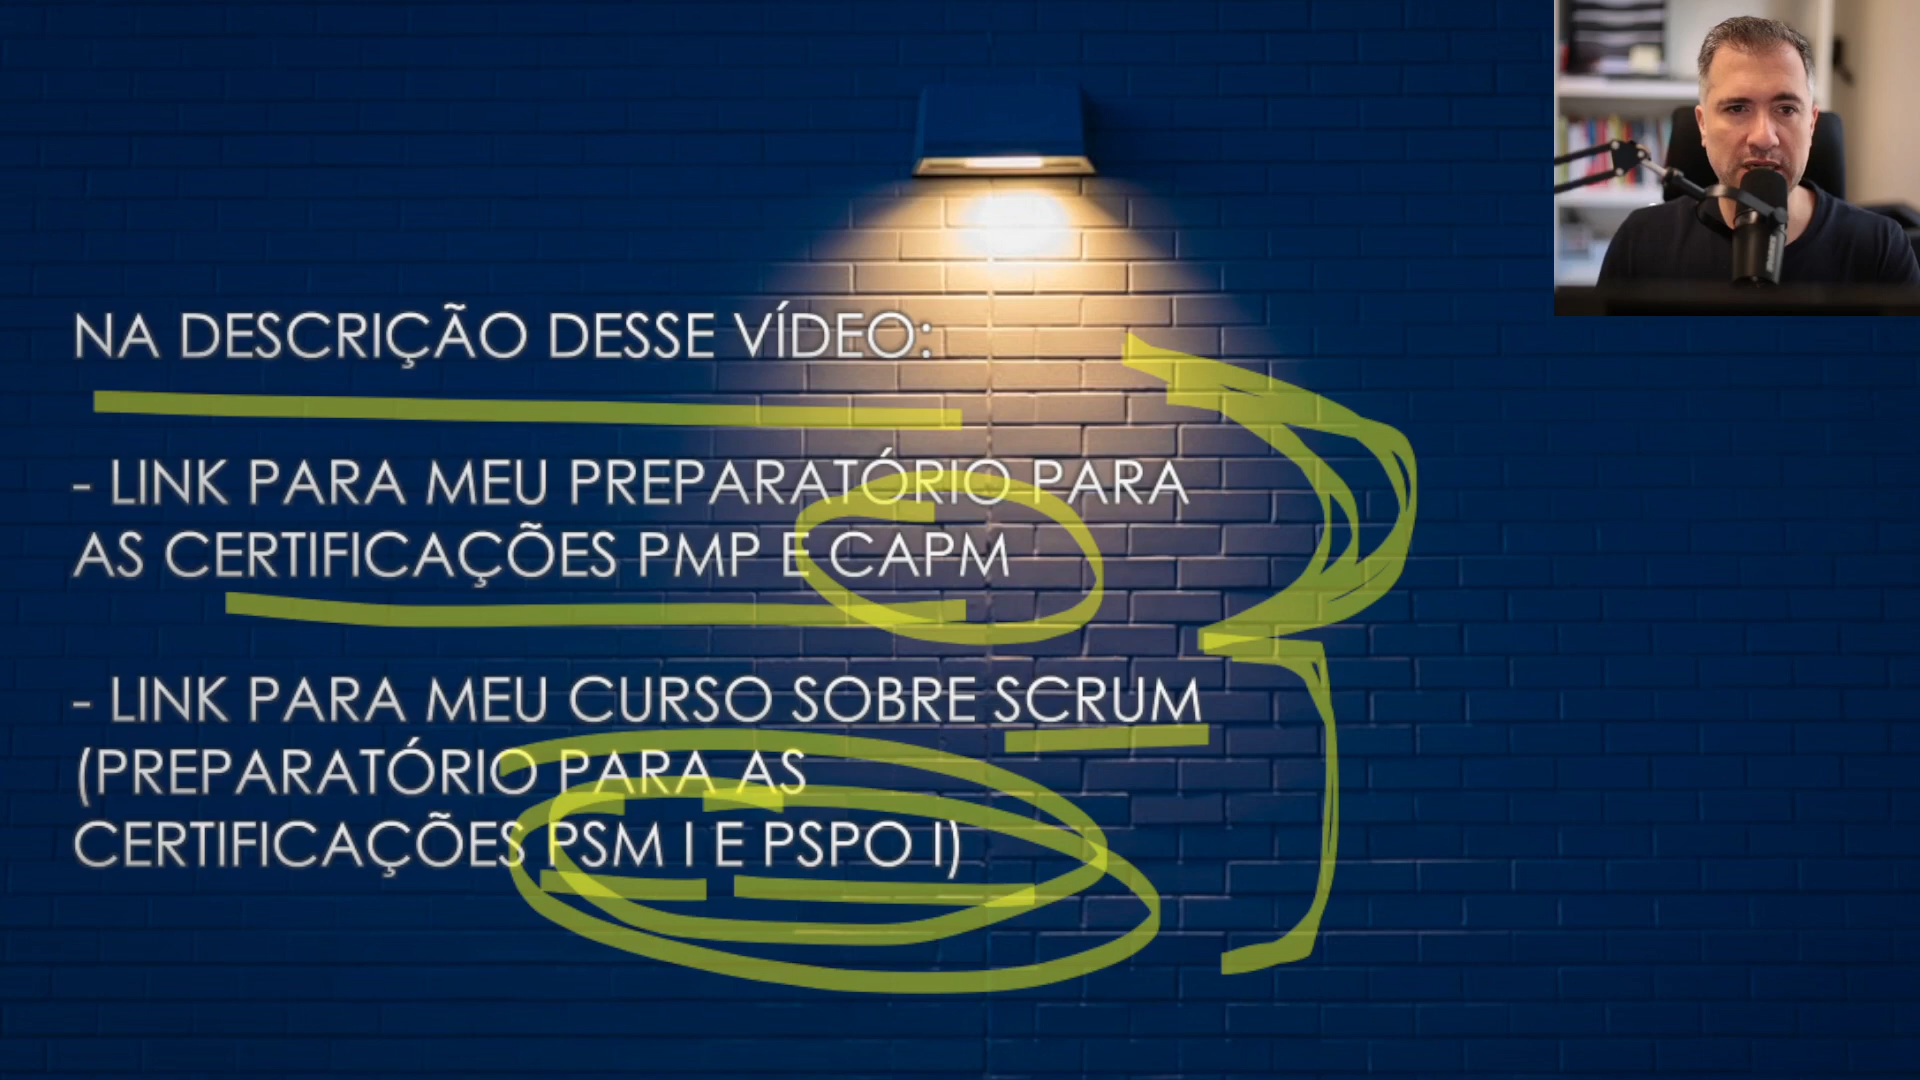 NA DESCRIÇÃO DESSE VÍDEO:
- LINK PARA MEU PREPARATÓRIO PARA
AS CERTIFICAÇÕES PMP E CAPM
- LINK PARA MEU CURSO SOBRE SCRUM
(PREPARATÓRIO PARA AS
CERTIFICAÇÕES PSM I E PSPO I)